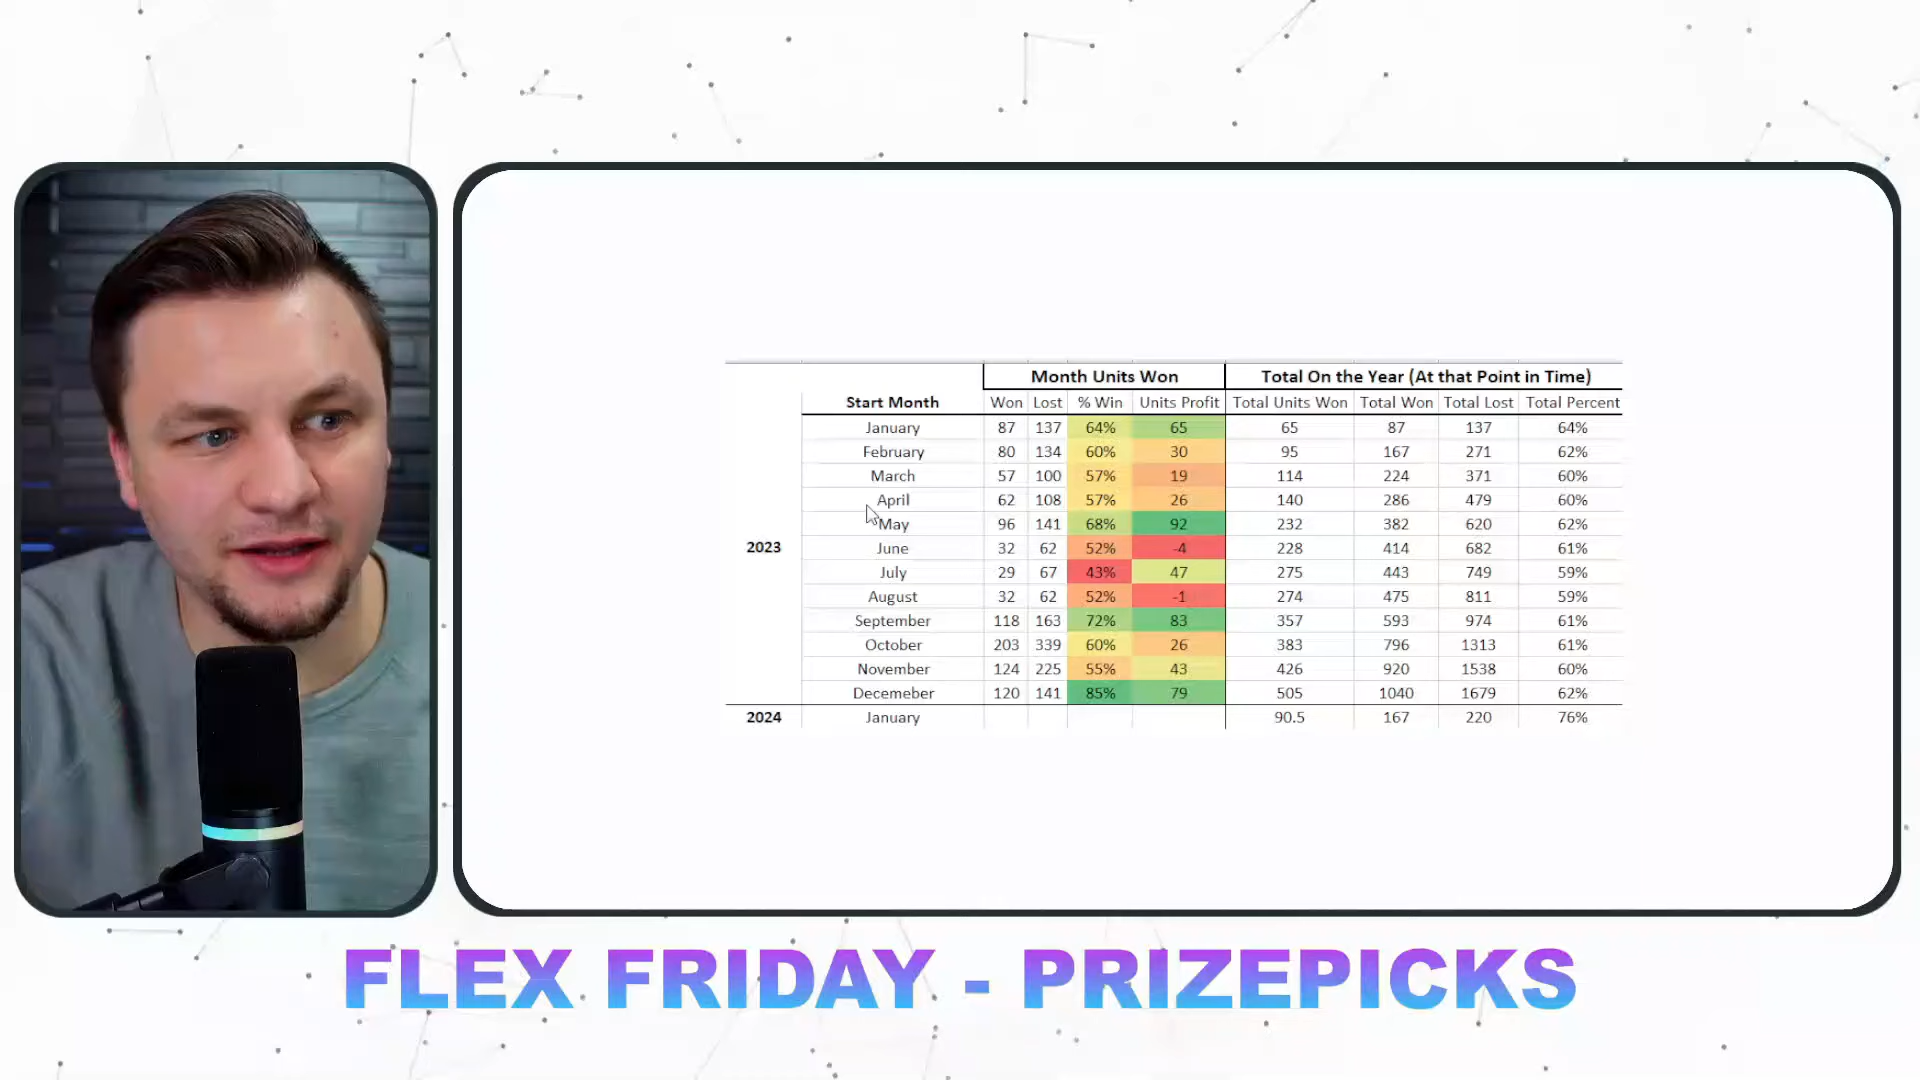 Month Units Won Total On the Year (At that Point in Time)
Start Month Won Lost % Win Units Profit Total Units Won Total Won Total Lost Total Percent
January 87 137 64% 65 65 87 137 64%
February 80 134 60% 30 95 167 271 62%
March 57 100 57% 19 114 224 371 60%
April 62 108 57% 26 140 286 479 60%
May 96 141 68% 92 232 382 620 62%
2023 June 32 62 52% -4 228 414 682 61%
July 29 67 43% 47 275 443 749 59%
August 32 62 52% -1 274 475 811 59%
September 118 163 72% 83 357 593 974 61%
October 203 339 60% 26 383 796 1313 61%
November 124 225 55% 43 426 920 1538 60%
Decemeber 120 141 85% 79 505 1040 1679 62%
2024 January 90.5 167 220 76%
FLEX FRIDAY - PRIZEPICKS